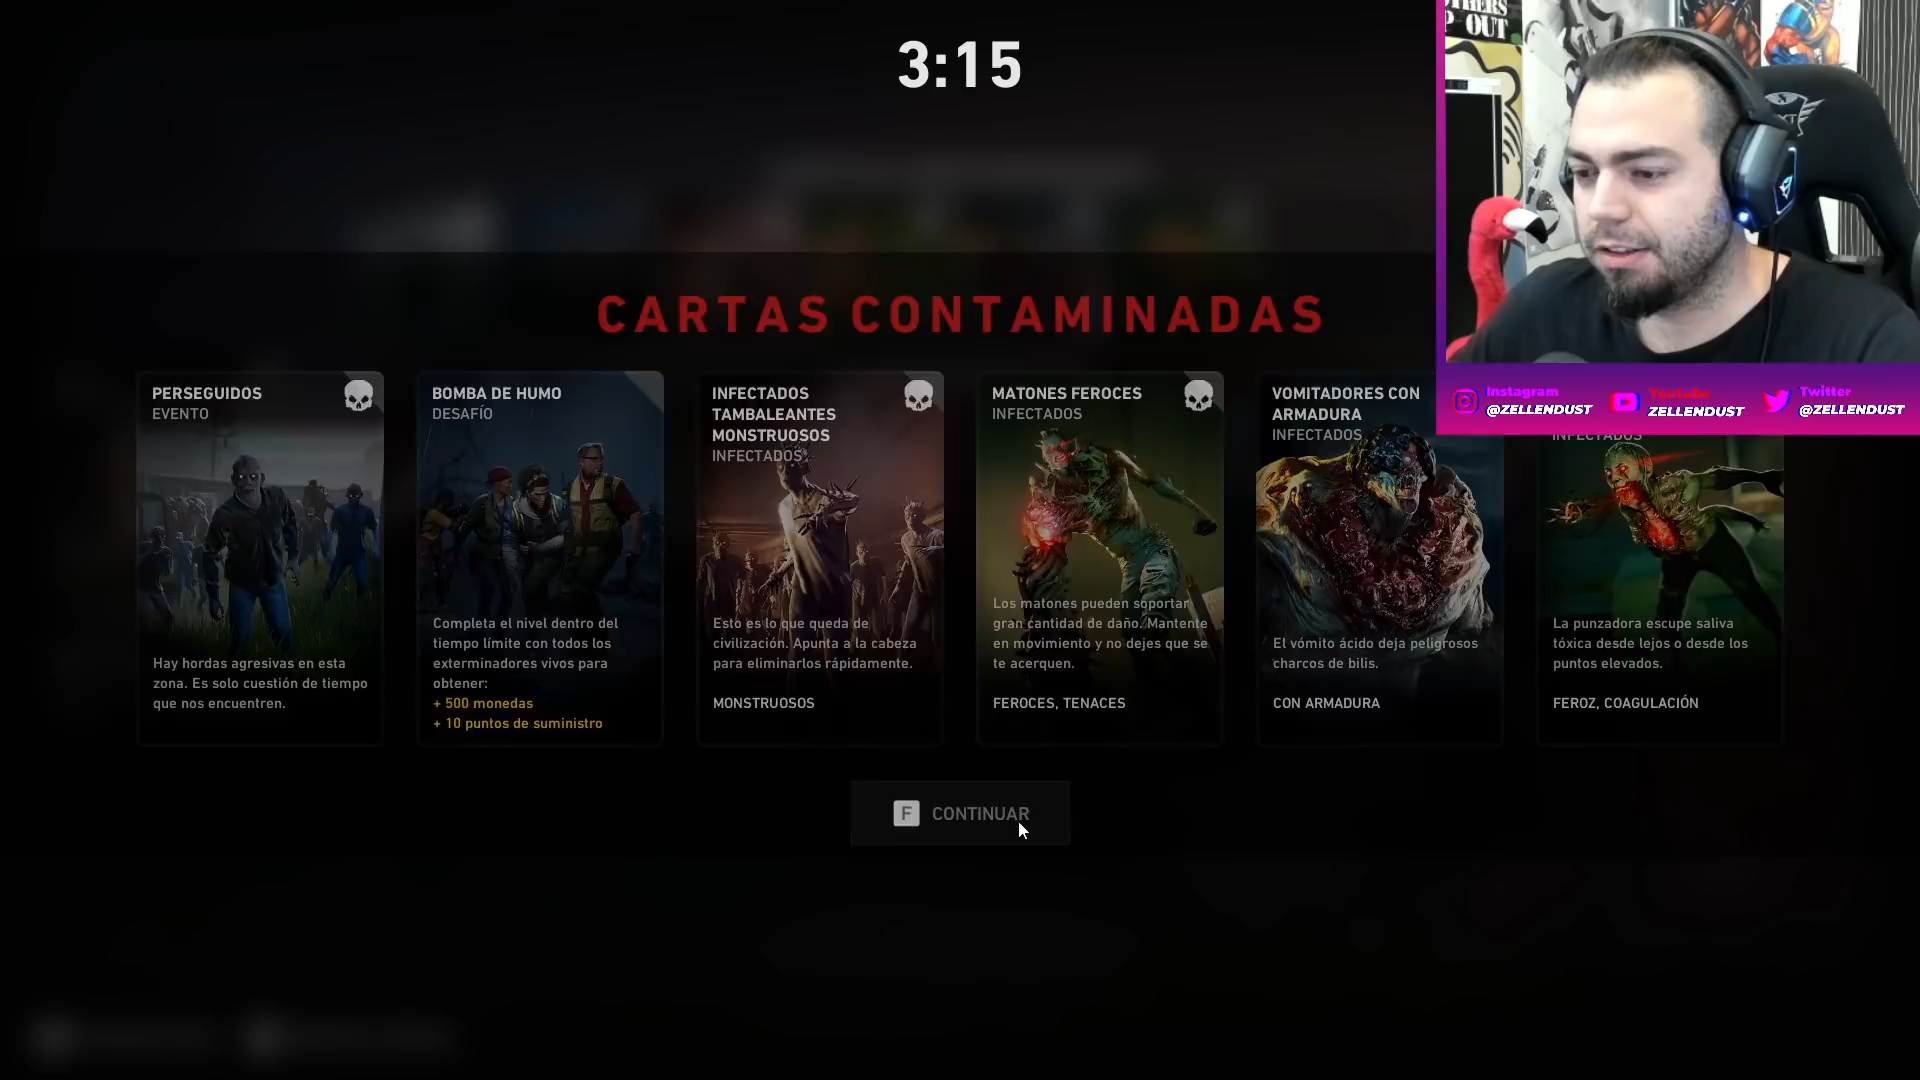 3:15
THERS
P OUT
CARTAS CONTAMINADAS
PERSEGUIDOS
EVENTO
Hay hordas agresivas en esta
zona. Es solo cuestión de tiempo
que nos encuentren.
BOMBA DE HUMO
DESAFÍO
Completa el nivel dentro del
tiempo límite con todos los
exterminadores vivos para
obtener:
+ 500 monedas
+ 10 puntos de suministro
INFECTADOS
TAMBALEANTES
MONSTRUOSOS
INFECTADOS
Esto es lo que queda de
civilización. Apunta a la cabeza
para eliminarlos rápidamente.
MONSTRUOSOS
MATONES FEROCES
INFECTADOS
Los matones pueden soportar
gran cantidad de daño. Mantente
en movimiento y no dejes que se
te acerquen.
FEROCES, TENACES
VOMITADORES CON
ARMADURA
INFECTADOS
El vómito ácido deja peligrosos
charcos de bilis.
CON ARMADURA
INFECTADOS
La punzadora escupe saliva
tóxica desde lejos o desde los
puntos elevados.
FEROZ, COAGULACIÓN
Instagram
@ZELLENDUST
Youtube
ZELLENDUST
Twitter
@ZELLENDUST
F CONTINUAR